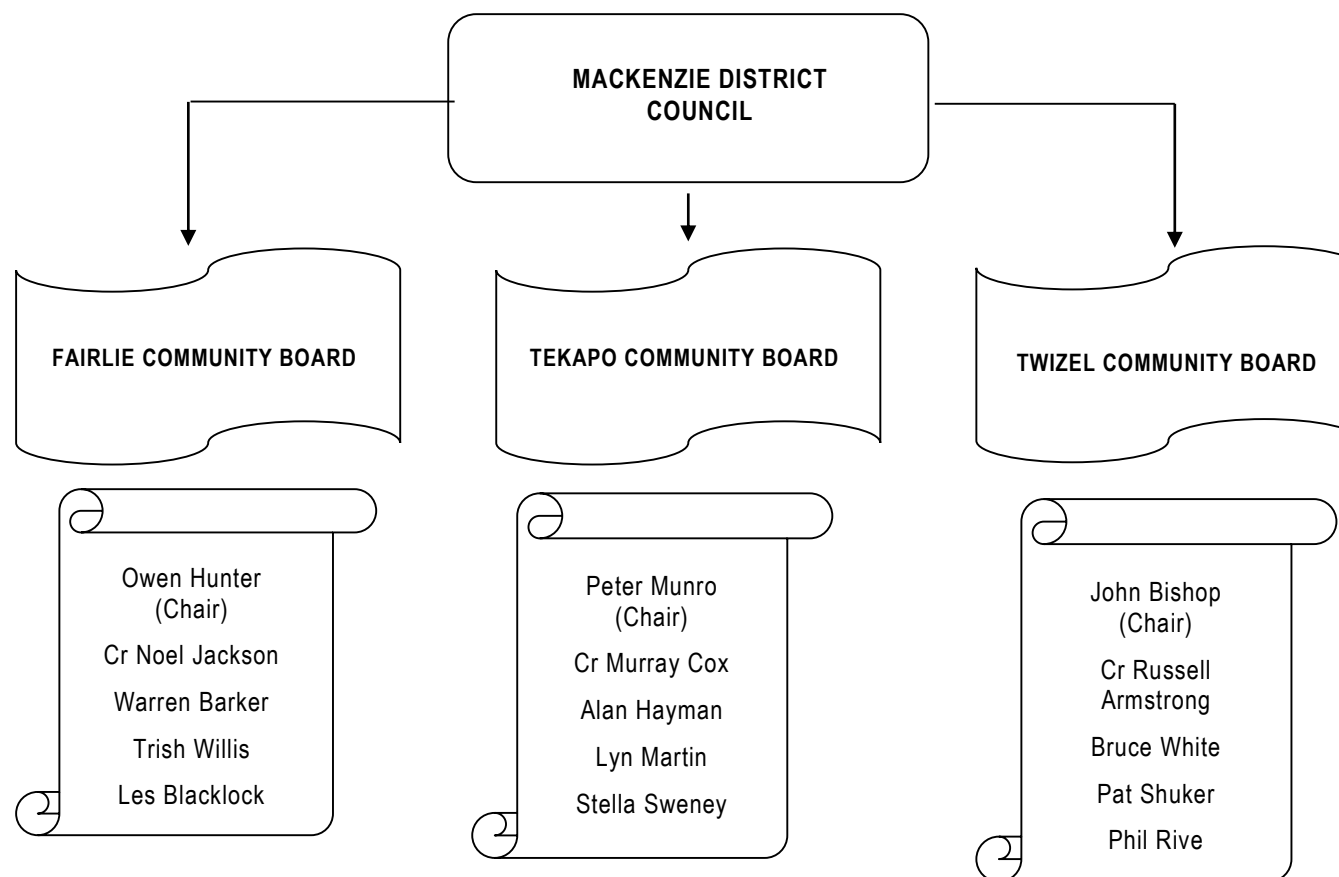 MACKENZIE DISTRICT
COUNCIL
FAIRLIE COMMUNITY BOARD
TEKAPO COMMUNITY BOARD
TWIZEL COMMUNITY BOARD
Owen Hunter
(Chair)
Cr Noel Jackson
Warren Barker
Trish Willis
Les Blacklock
Peter Munro
(Chair)
Cr Murray Cox
Alan Hayman
Lyn Martin
Stella Sweney
John Bishop
(Chair)
Cr Russell
Armstrong
Bruce White
Pat Shuker
Phil Rive